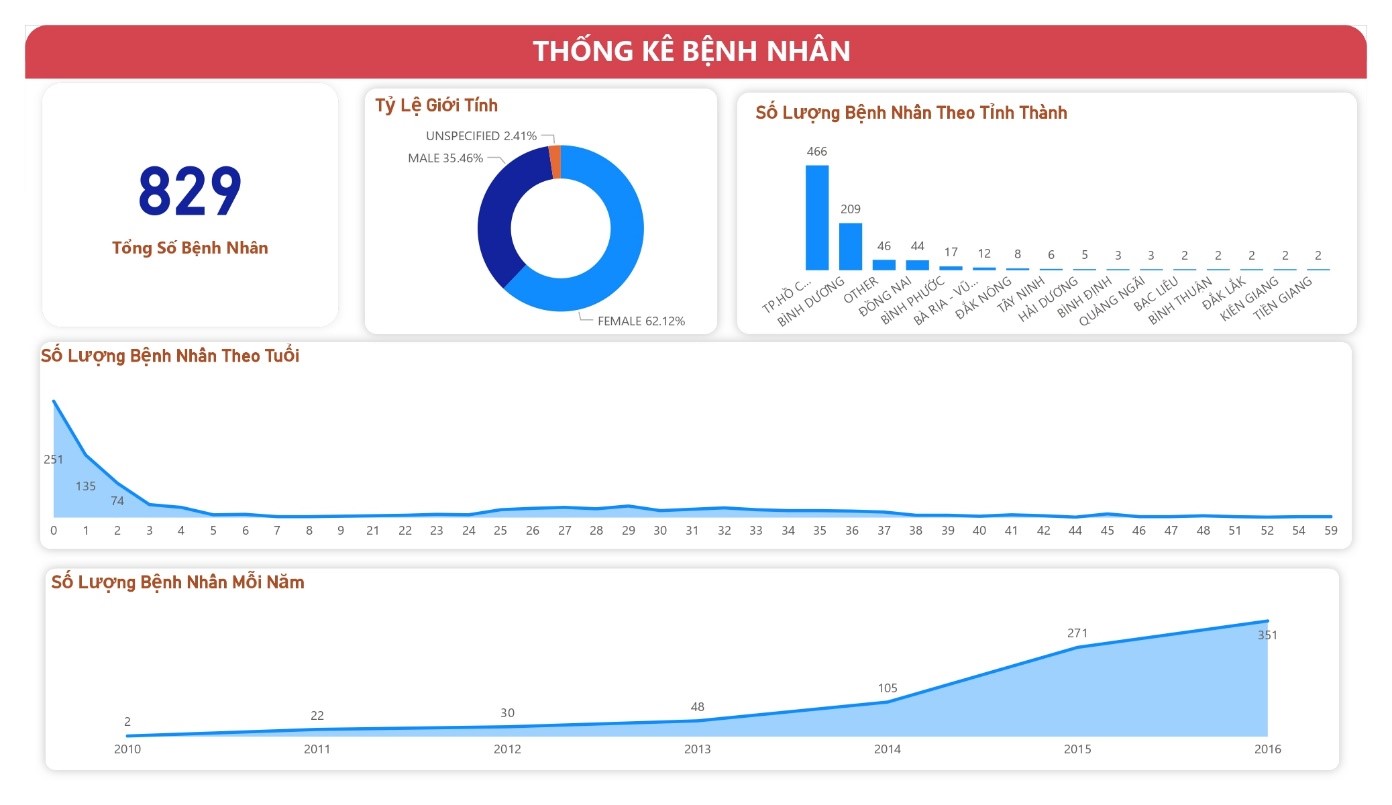 THỐNG KÊ BỆNH NHÂN
829
Tổng Số Bệnh Nhân
Tỷ Lệ Giới Tính
UNSPECIFIED 2.41%
MALE 35.46%
FEMALE 62.12%
Số Lượng Bệnh Nhân Theo Tỉnh Thành
466
209
46
44
17
12
8
6
5
3
3
2
2
2
2
2
TP.HỒ C...
BÌNH DƯƠNG
OTHER
ĐỒNG NAI
BÌNH PHƯỚC
BÀ RỊA - VŨ...
ĐẮK NÔNG
TÂY NINH
HẢI DƯƠNG
BÌNH ĐỊNH
QUẢNG NGÃI
BẠC LIÊU
BÌNH THUẬN
ĐẮK LẮK
KIÊN GIANG
TIỀN GIANG
Số Lượng Bệnh Nhân Theo Tuổi
251
135
74
0 1 2 3 4 5 6 7 8 9 21 22 23 24 25 26 27 28 29 30 31 32 33 34 35 36 37 38 39 40 41 42 44 45 46 47 48 51 52 54 59
Số Lượng Bệnh Nhân Mỗi Năm
2
22
30
48
105
271
351
2010 2011 2012 2013 2014 2015 2016